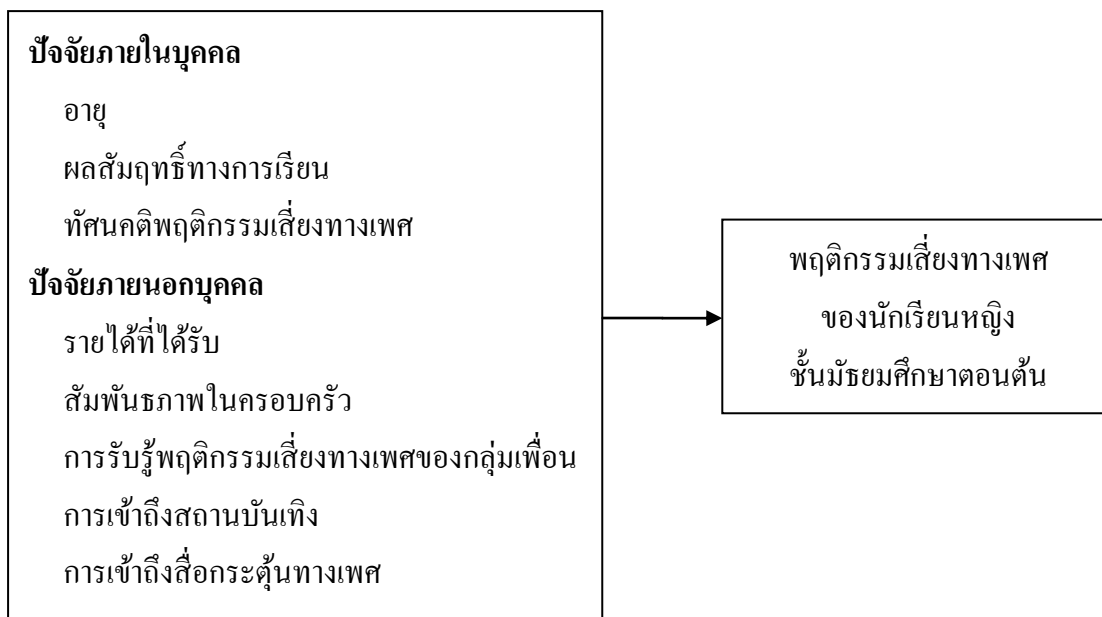 ปัจจัยภายในบุคคล
อายุ
ผลสัมฤทธิ์ทางการเรียน
ทัศนคติพฤติกรรมเสี่ยงทางเพศ
ปัจจัยภายนอกบุคคล
รายได้ที่ได้รับ
สัมพันธภาพในครอบครัว
การรับรู้พฤติกรรมเสี่ยงทางเพศของกลุ่มเพื่อน
การเข้าถึงสถานบันเทิง
การเข้าถึงสื่อกระตุ้นทางเพศ
พฤติกรรมเสี่ยงทางเพศ
ของนักเรียนหญิง
ชั้นมัธยมศึกษาตอนต้น